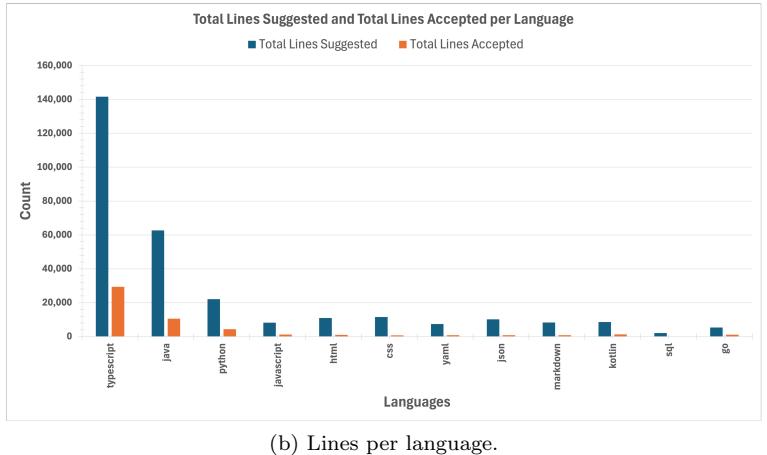 Total Lines Suggested and Total Lines Accepted per Language
Total Lines Suggested
Total Lines Accepted
160,000
140,000
120,000
100,000
80,000
60,000
40,000
20,000
0
Count
typescript
java
python
javascript
html
css
yaml
json
markdown
kotlin
sql
go
Languages
(b) Lines per language.